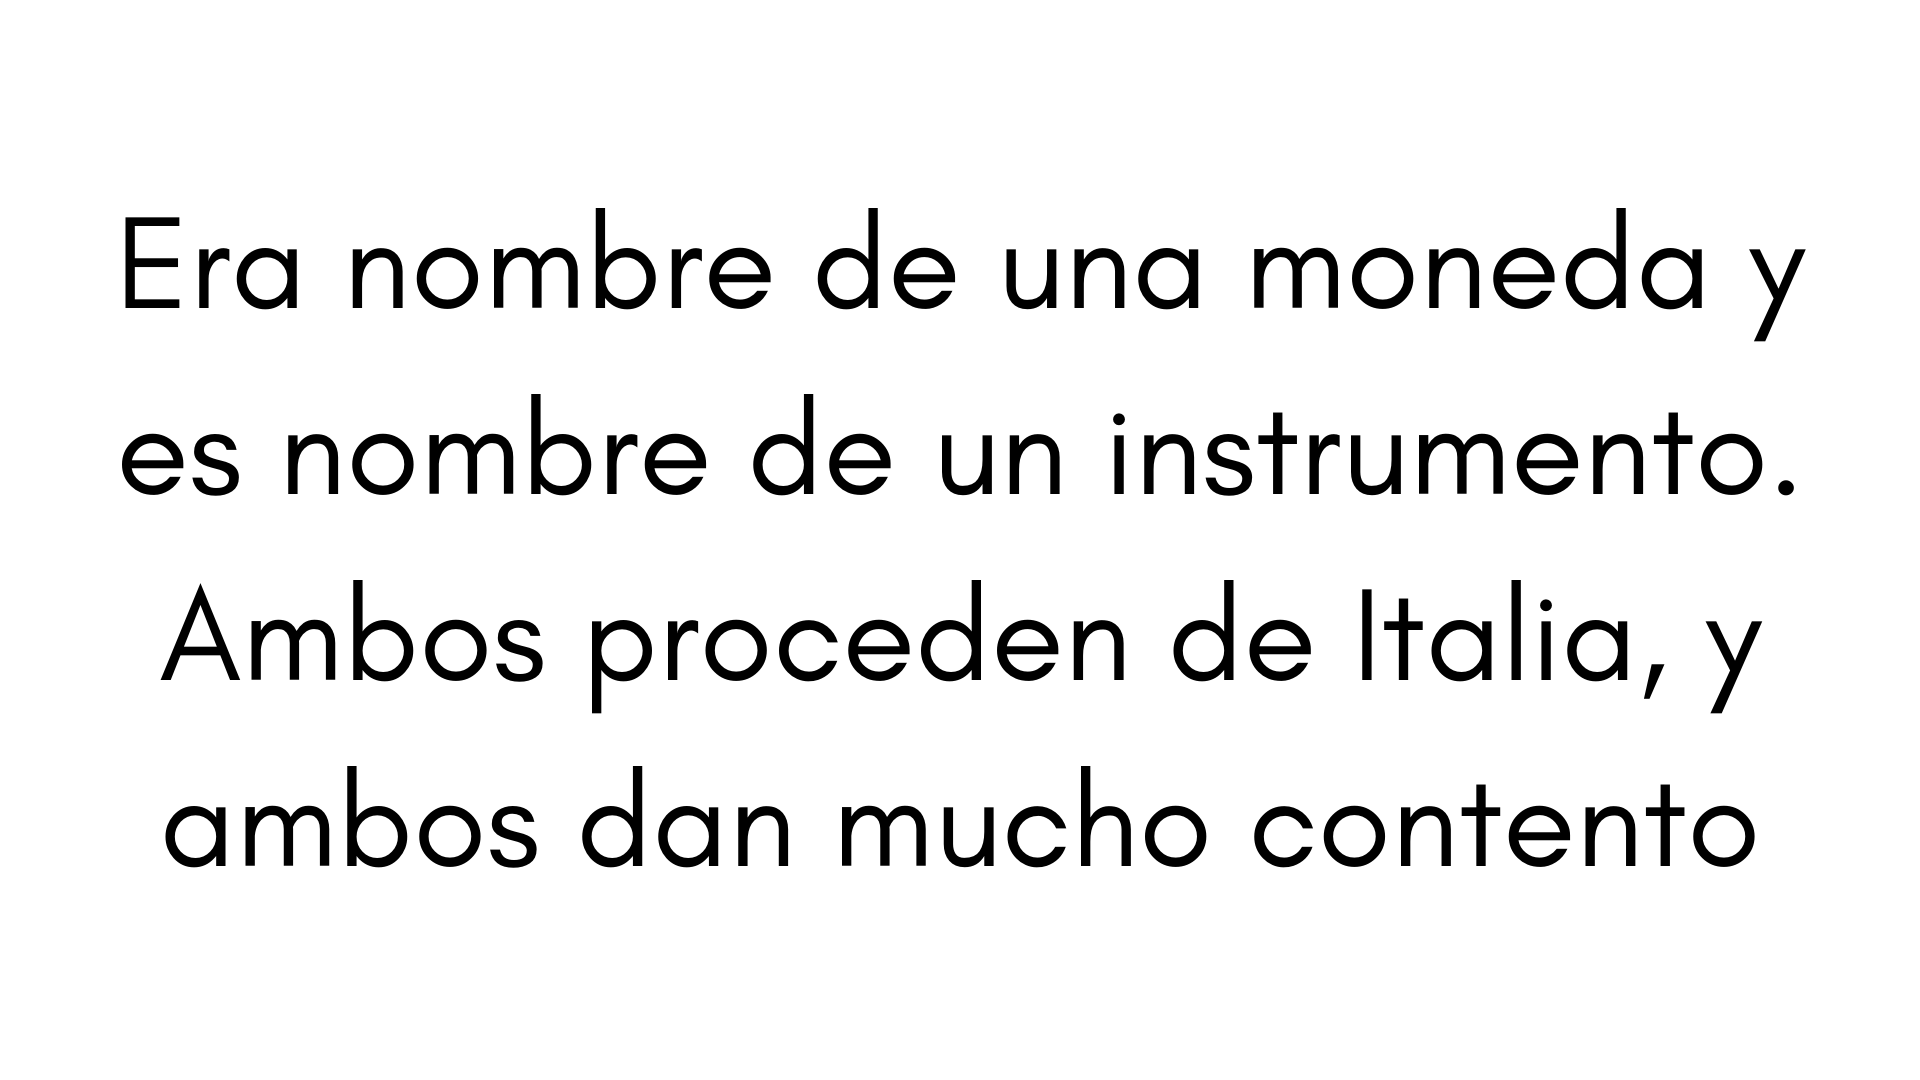 Era nombre de una moneda y
es nombre de un instrumento.
Ambos proceden de Italia, y
ambos dan mucho contento